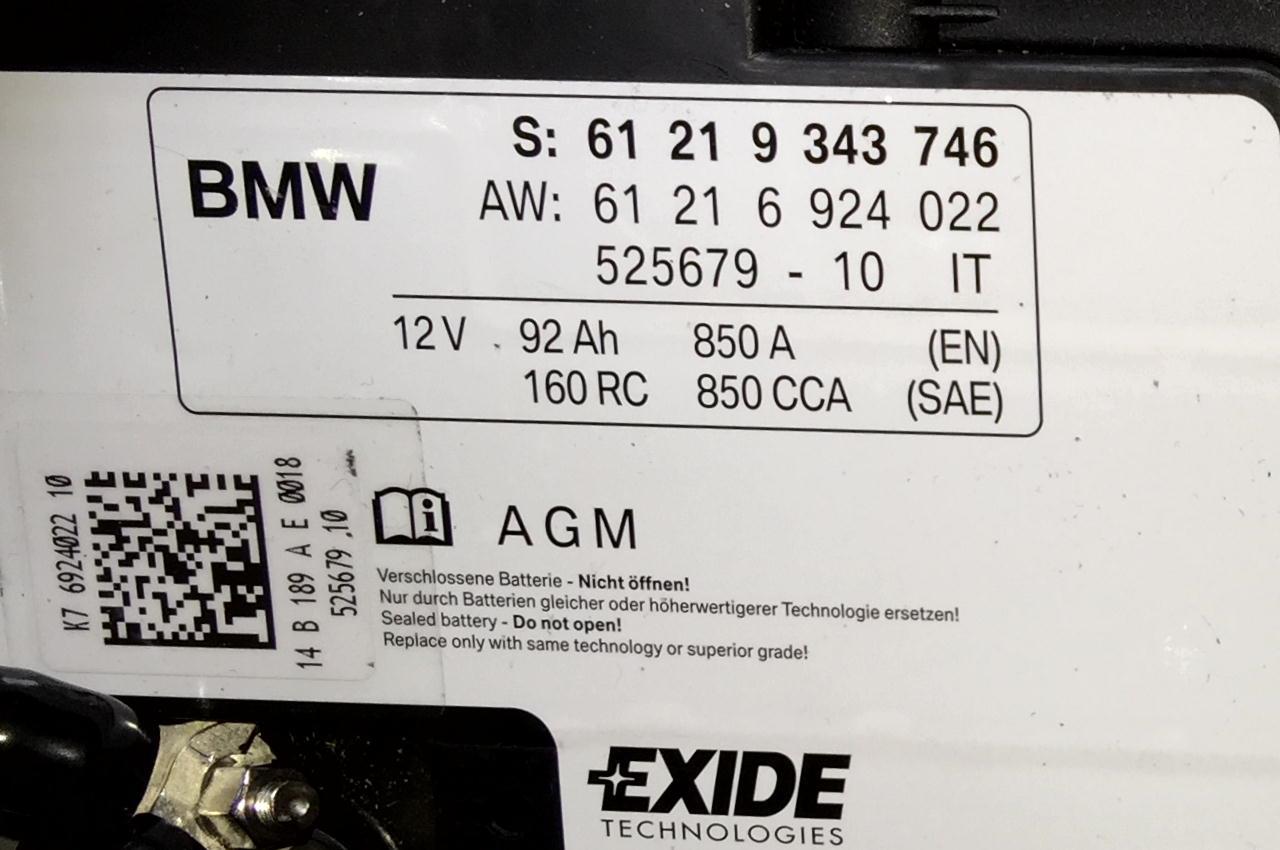 S: 61 21 9 343 746
BMW
AW: 61 21 6 924 022
525679 - 10 IT
12 V . 92 Ah 850 A (EN)
160 RC 850 CCA (SAE)
K7 6924022 10
14 B 189 A E 0018
525679 .10
i
AGM
Verschlossene Batterie - Nicht öffnen!
Nur durch Batterien gleicher oder höherwertigerer Technologie ersetzen!
Sealed battery - Do not open!
Replace only with same technology or superior grade!
EXIDE
TECHNOLOGIES